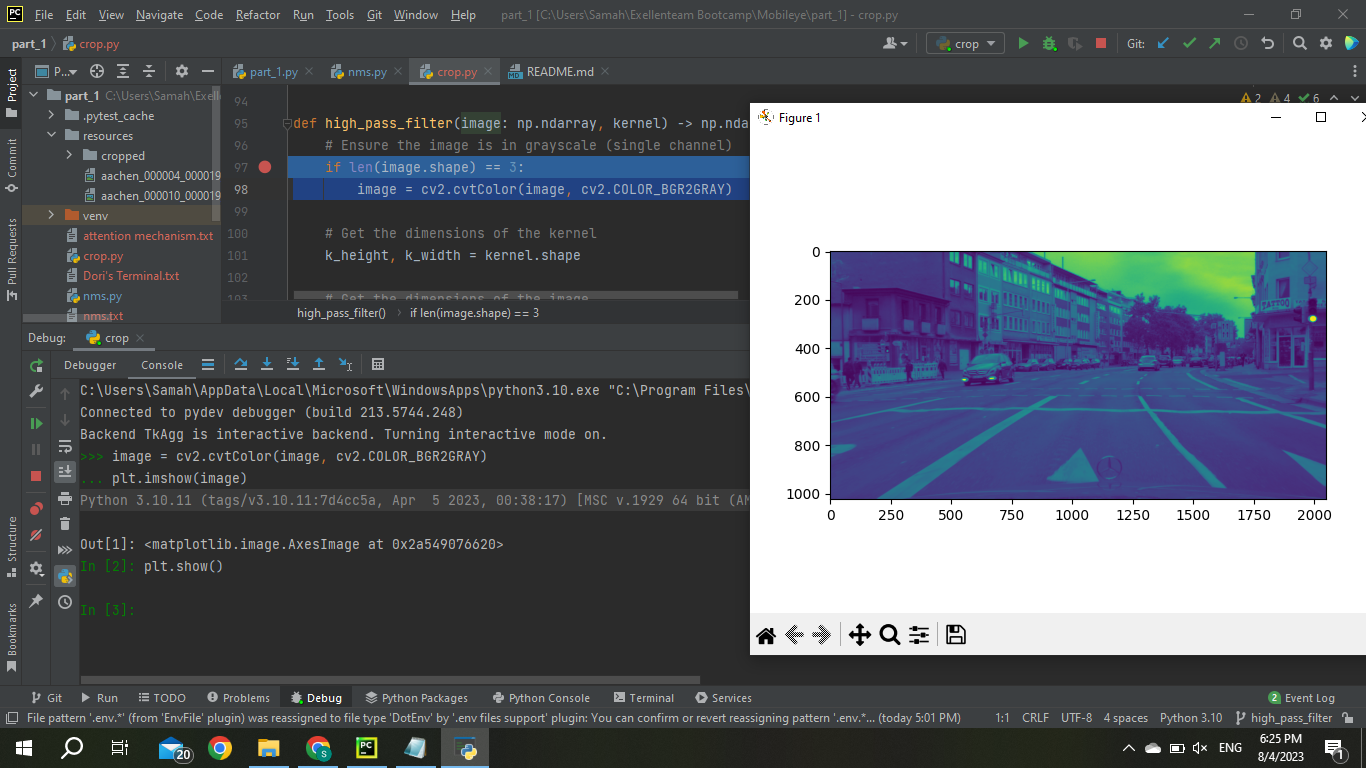 PC File Edit View Navigate Code Refactor Run Tools Git Window Help part_1 [C:\Users\Samah\Exellenteam Bootcamp\Mobileye\part_1] - crop.py
part_1 crop.py crop Git:
Project P... part_1.py nms.py crop.py README.md
part_1 C:\Users\Samah\Exelle
.pytest_cache
resources
cropped
aachen_000004_000019
aachen_000010_000019
venv
attention mechanism.txt
crop.py
Dori's Terminal.txt
nms.py
nms.txt
Commit
Pull Requests
2 4 6
94
95 def high_pass_filter(image: np.ndarray, kernel) -> np.nda
96 # Ensure the image is in grayscale (single channel)
97 if len(image.shape) == 3:
98 image = cv2.cvtColor(image, cv2.COLOR_BGR2GRAY)
99
100 # Get the dimensions of the kernel
101 k_height, k_width = kernel.shape
102
103 # Get the dimensions of the image
high_pass_filter() if len(image.shape) == 3
Debug: crop
Debugger Console
C:\Users\Samah\AppData\Local\Microsoft\WindowsApps\python3.10.exe "C:\Program Files\
Connected to pydev debugger (build 213.5744.248)
Backend TkAgg is interactive backend. Turning interactive mode on.
>>> image = cv2.cvtColor(image, cv2.COLOR_BGR2GRAY)
... plt.imshow(image)
Python 3.10.11 (tags/v3.10.11:7d4cc5a, Apr  5 2023, 00:38:17) [MSC v.1929 64 bit (AM
Out[1]: <matplotlib.image.AxesImage at 0x2a549076620>
In [2]: plt.show()
In [3]:
Structure
Bookmarks
Figure 1
0
200
400
600
800
1000
TATTOO
0 250 500 750 1000 1250 1500 1750 2000
Git Run TODO Problems Debug Python Packages Python Console Terminal Services 2 Event Log
File pattern '.env.*' (from 'EnvFile' plugin) was reassigned to file type 'DotEnv' by '.env files support' plugin: You can confirm or revert reassigning pattern '.env.*... (today 5:01 PM) 1:1 CRLF UTF-8 4 spaces Python 3.10 high_pass_filter
20 S PC ENG 6:25 PM
8/4/2023 1